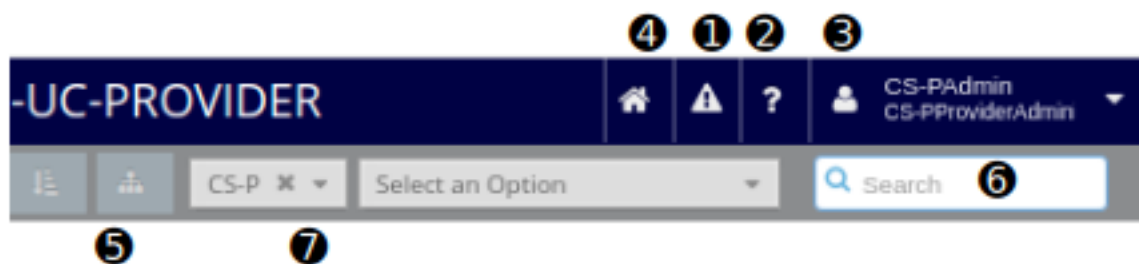 4 1 2 3
-UC-PROVIDER ? CS-PAdmin
CS-PProviderAdmin
CS-P Select an Option Search 6
5 7